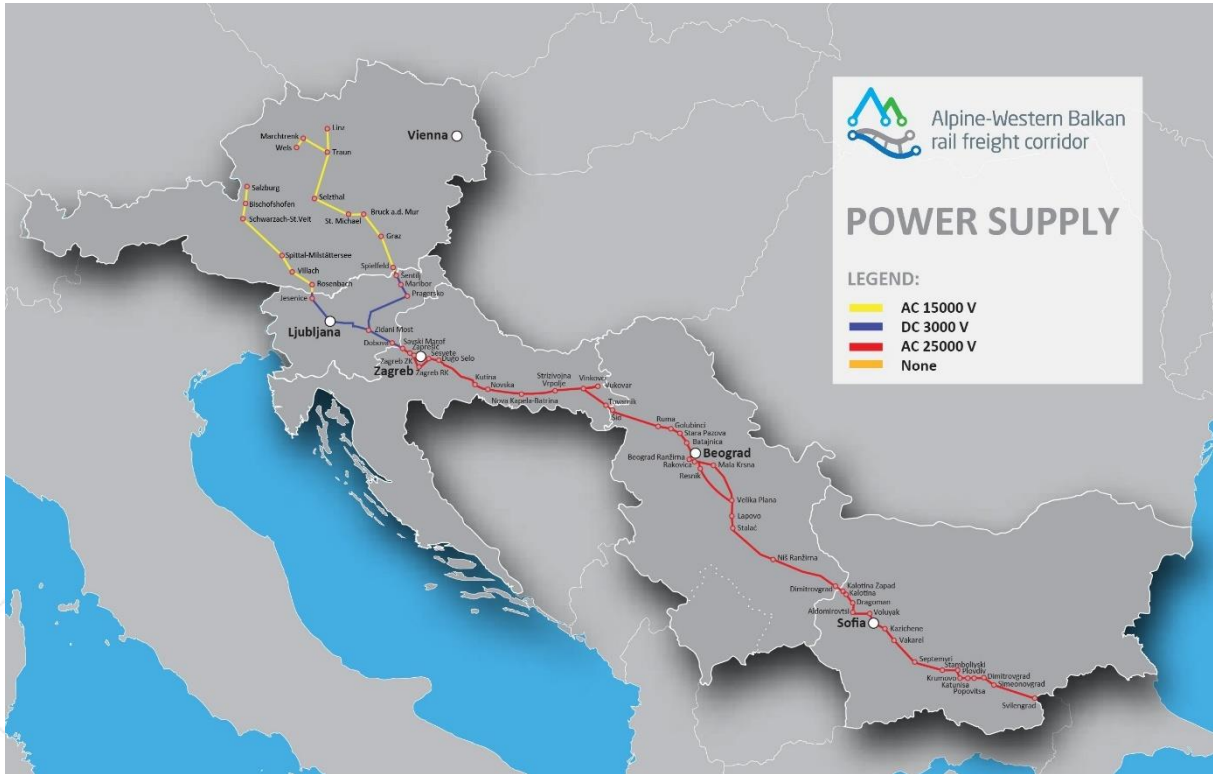 Alpine-Western Balkan
rail freight corridor
POWER SUPPLY
LEGEND:
AC 15000 V
DC 3000 V
AC 25000 V
None
Linz
Marchtrenk
Wels
Traun
Vienna
Salzburg
Bischofshofen
Schwarzach-St.Veit
Selzthal
St. Michael
Bruck a.d. Mur
Graz
Spittal-Milstättersee
Villach
Rosenbach
Spielfeld
Šentilj
Maribor
Pragersko
Jesenice
Ljubljana
Zidani Most
Dobova
Savski Marof
Zaprešić
Sesvete
Zagreb ZK
Dugo Selo
Zagreb
Zagreb RK
Kutina
Novska
Nova Kapela-Batrina
Strizivojna
Vrpolje
Vinkovci
Vukovar
Tovarnik
Šid
Ruma
Golubinci
Stara Pazova
Batajnica
Beograd
Beograd Ranžirna
Rakovica
Resnik
Mala Krsna
Velika Plana
Lapovo
Stalać
Niš Ranžirna
Dimitrovgrad
Kalotina Zapad
Kalotina
Dragoman
Aldomirovtsi
Voluyak
Sofia
Kazichene
Vakarel
Septemvri
Stamboliyski
Plovdiv
Krumovo
Katunisa
Popovitsa
Dimitrovgrad
Simeonovgrad
Svilengrad